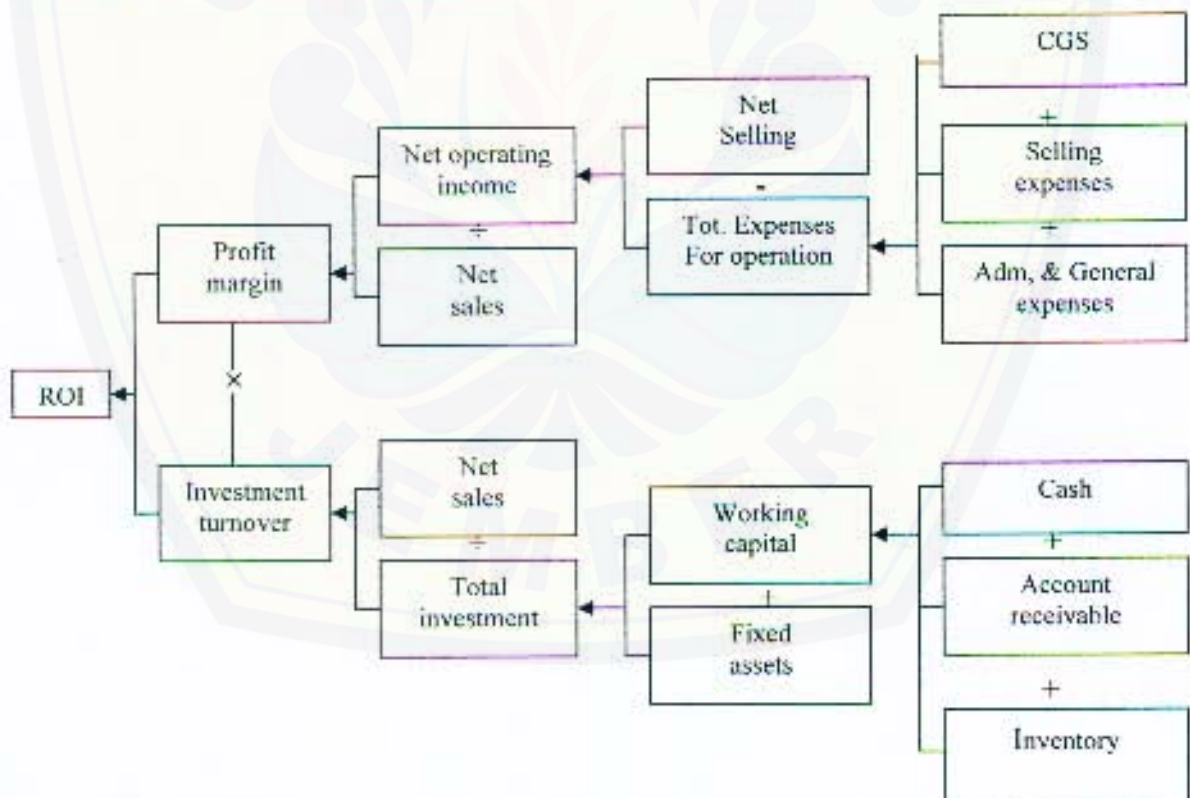 CGS
+
Net
Selling
Selling
expenses
-
+
Net operating
income
÷
Tot. Expenses
For operation
Adm, & General
expenses
Profit
margin
Net
sales
×
ROI
Investment
turnover
Net
sales
÷
Total
investment
Working
capital
+
Fixed
assets
Cash
+
Account
receivable
+
Inventory
JEMBER